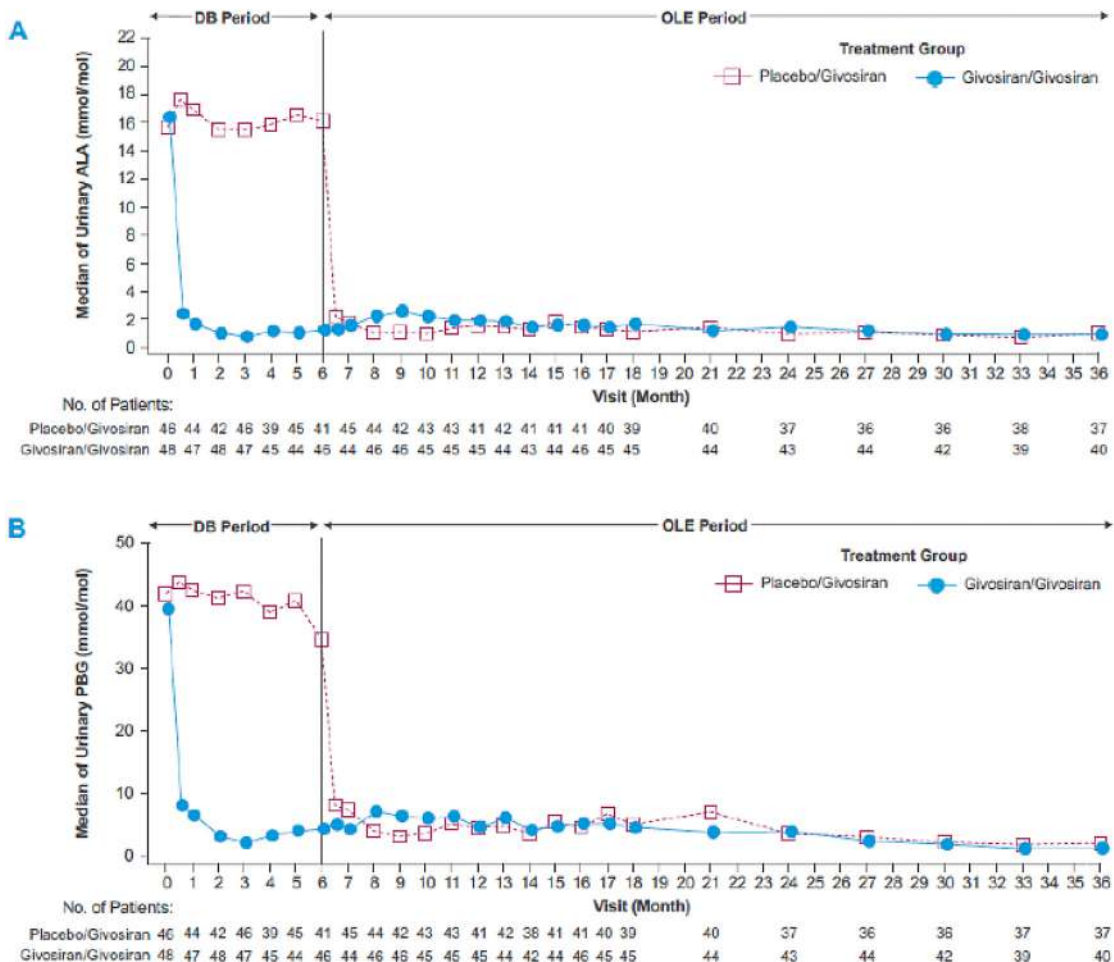 A
DB Period
OLE Period
Median of Urinary ALA (mmol/mol)
22
20
18
16
14
12
10
8
6
4
2
0
Treatment Group
Placebo/Givosiran Givosiran/Givosiran
0 1 2 3 4 5 6 7 8 9 10 11 12 13 14 15 16 17 18 19 20 21 22 23 24 25 26 27 28 29 30 31 32 33 34 35 36
Visit (Month)
No. of Patients:
Placebo/Givosiran 46 44 42 46 39 45 41 45 44 42 43 43 41 42 41 41 41 40 39 40 37 36 36 38 37
Givosiran/Givosiran 48 47 48 47 45 44 46 44 46 46 45 45 45 44 43 44 46 45 45 44 43 44 42 39 40
B
DB Period
OLE Period
Median of Urinary PBG (mmol/mol)
50
40
30
20
10
0
Treatment Group
Placebo/Givosiran Givosiran/Givosiran
0 1 2 3 4 5 6 7 8 9 10 11 12 13 14 15 16 17 18 19 20 21 22 23 24 25 26 27 28 29 30 31 32 33 34 35 36
Visit (Month)
No. of Patients:
Placebo/Givosiran 46 44 42 46 39 45 41 45 44 42 43 43 41 42 38 41 41 40 39 40 37 36 36 37 37
Givosiran/Givosiran 48 47 48 47 45 44 46 44 46 46 45 45 45 44 42 44 46 45 45 44 43 44 42 39 40